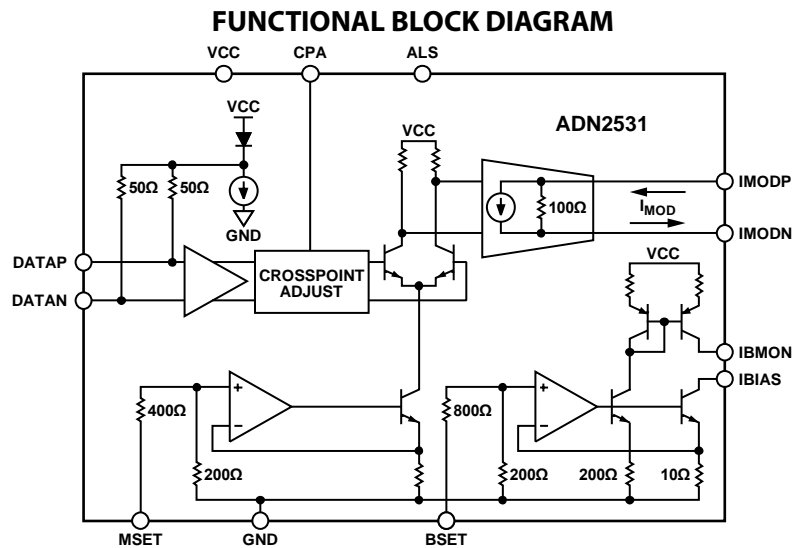 FUNCTIONAL BLOCK DIAGRAM
VCC
CPA
ALS
VCC
VCC
ADN2531
50Ω
50Ω
GND
100Ω
IMODP
IMOD
IMODN
DATAP
DATAN
CROSSPOINT
ADJUST
VCC
IBMON
IBIAS
400Ω
+
–
200Ω
800Ω
+
–
200Ω
200Ω
10Ω
MSET
GND
BSET